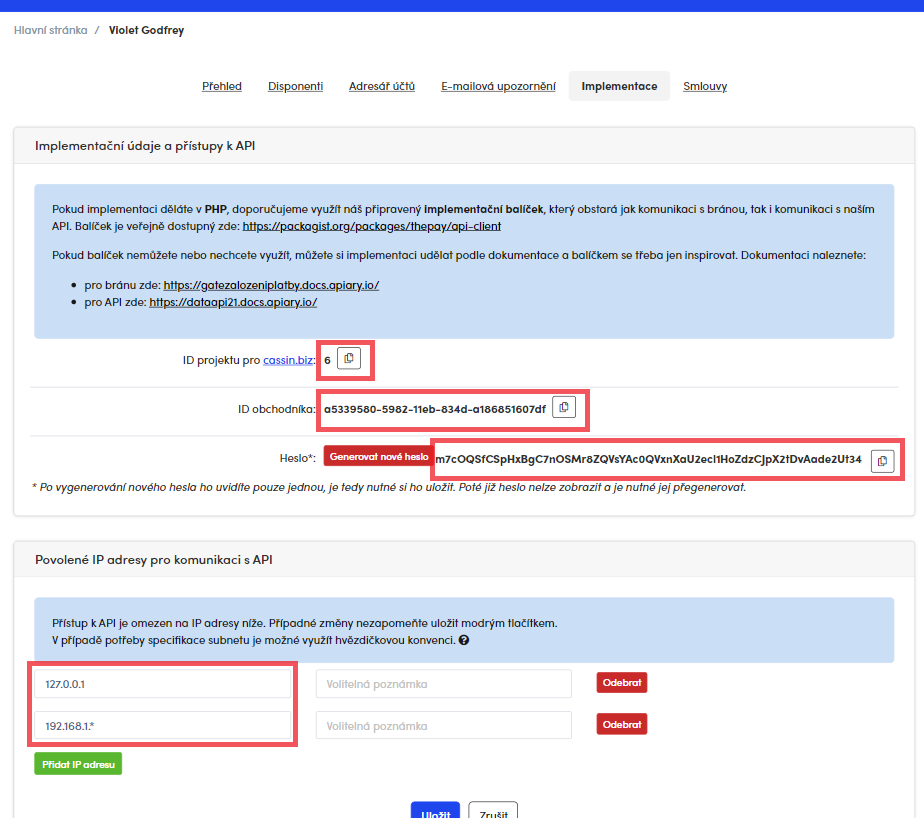 Hlavní stránka / Violet Godfrey
Přehled Disponenti Adresář účtů E-mailová upozornění Implementace Smlouvy
Implementační údaje a přístupy k API
Pokud implementaci děláte v PHP, doporučujeme využít náš připravený implementační balíček, který obstará jak komunikaci s bránou, tak i komunikaci s naším
API. Balíček je veřejně dostupný zde: https://packagist.org/packages/thepay/api-client
Pokud balíček nemůžete nebo nechcete využít, můžete si implementaci udělat podle dokumentace a balíčkem se třeba jen inspirovat. Dokumentaci naleznete:
• pro bránu zde: https://gatezalozeniplatby.docs.apiary.io/
• pro API zde: https://dataapi21.docs.apiary.io/
ID projektu pro cassin.biz: 6
ID obchodníka: a5339580-5982-11eb-834d-a186851607df
Heslo*: Generovat nové heslo m7cOQSfCSpHxBgC7nOSMr8ZQVsYAc0QVxnXaU2ecI1HoZdzCJpX2tDvAade2Ut34
* Po vygenerování nového hesla ho uvidíte pouze jednou, je tedy nutné si ho uložit. Poté již heslo nelze zobrazit a je nutné jej přegenerovat.
Povolené IP adresy pro komunikaci s API
Přístup k API je omezen na IP adresy níže. Případné změny nezapomeňte uložit modrým tlačítkem.
V případě potřeby specifikace subnetu je možné využít hvězdičkovou konvenci. ?
127.0.0.1 Volitelná poznámka Odebrat
192.168.1.* Volitelná poznámka Odebrat
Přidat IP adresu
Uložit Zrušit